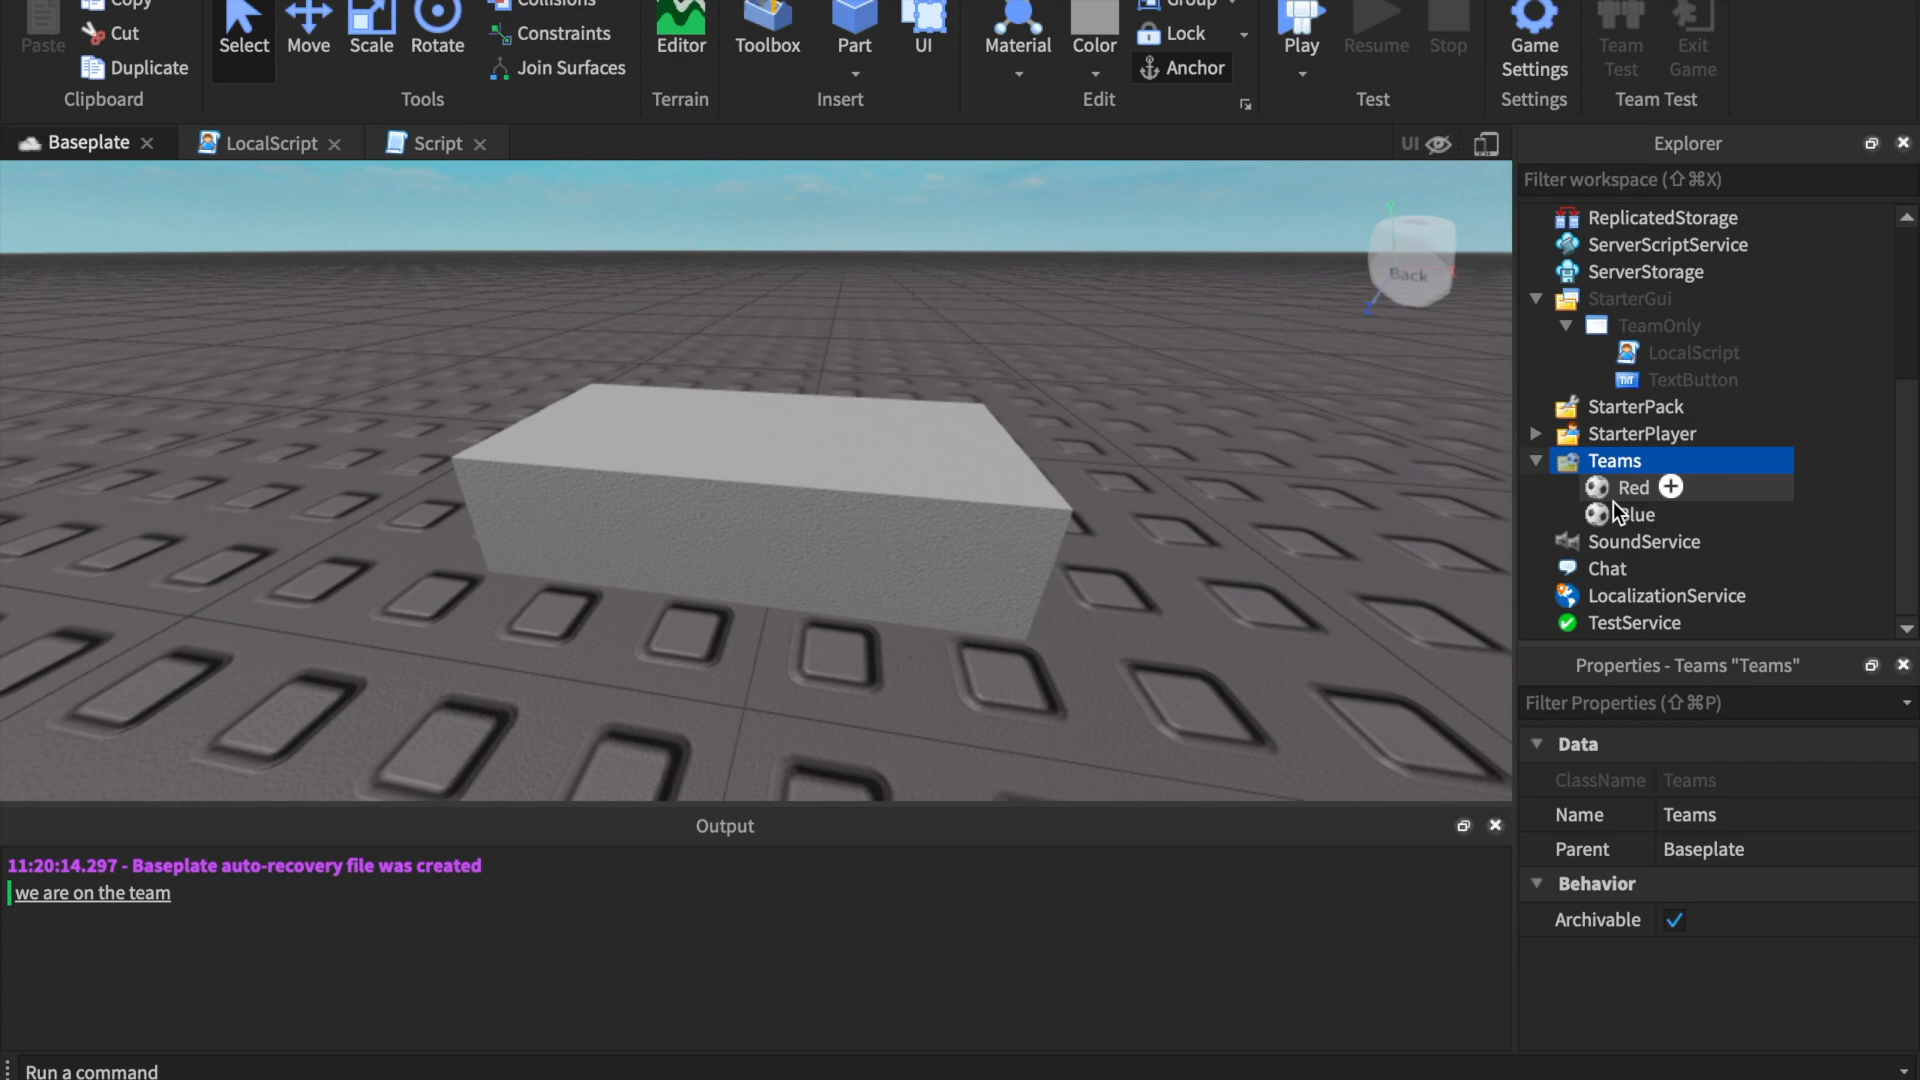 Copy
Collisions
Group
Cut
Constraints
Lock
Paste
Select
Move
Scale
Rotate
Editor
Toolbox
Part
UI
Material
Color
Play
Resume
Stop
Game Settings
Team Test
Exit Game
Duplicate
Join Surfaces
Anchor
Clipboard
Tools
Terrain
Insert
Edit
Test
Settings
Team Test
Baseplate
LocalScript
Script
UI
Explorer
Filter workspace (⇧⌘X)
ReplicatedStorage
ServerScriptService
ServerStorage
StarterGui
TeamOnly
LocalScript
TXT TextButton
StarterPack
StarterPlayer
Teams
Red
Blue
SoundService
Chat
LocalizationService
TestService
Y
X
Back
Z
Properties - Teams "Teams"
Filter Properties (⇧⌘P)
Data
ClassName Teams
Name Teams
Parent Baseplate
Behavior
Archivable
Output
11:20:14.297 - Baseplate auto-recovery file was created
we are on the team
Run a command